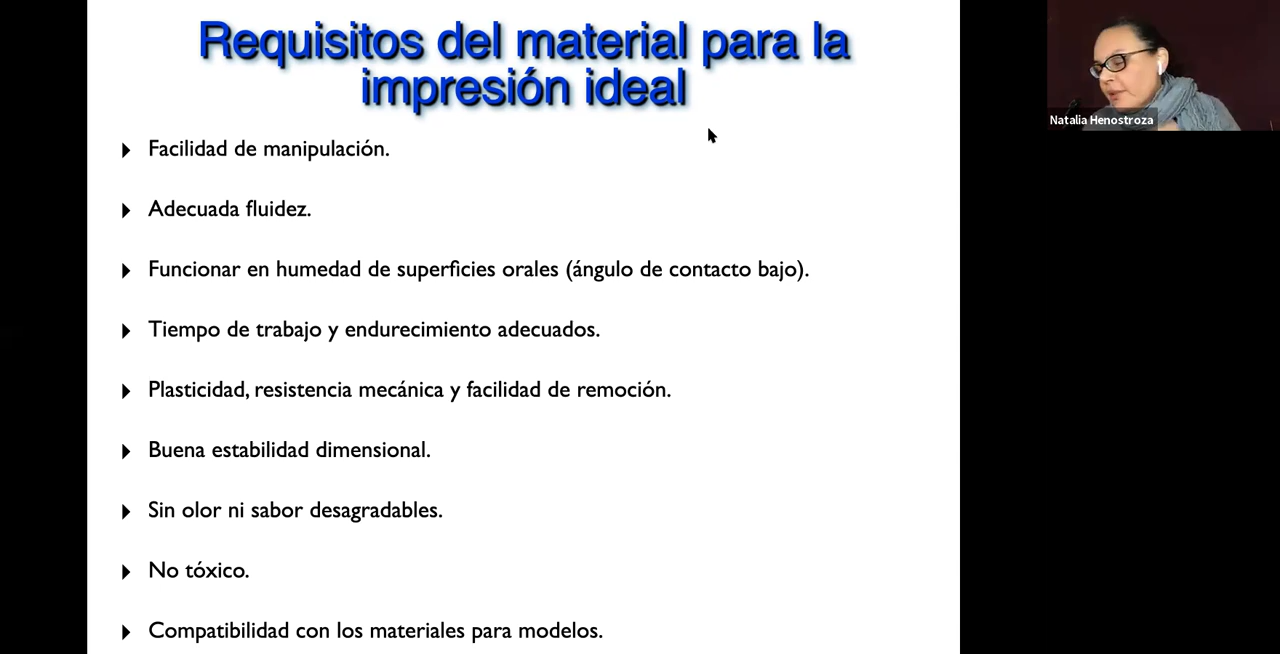 Requisitos del material para la
impresión ideal
Facilidad de manipulación.
Adecuada fluidez.
Funcionar en humedad de superficies orales (ángulo de contacto bajo).
Tiempo de trabajo y endurecimiento adecuados.
Plasticidad, resistencia mecánica y facilidad de remoción.
Buena estabilidad dimensional.
Sin olor ni sabor desagradables.
No tóxico.
Compatibilidad con los materiales para modelos.
Natalia Henostroza